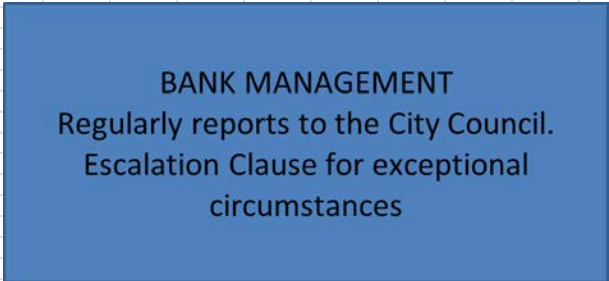 BANK MANAGEMENT
Regularly reports to the City Council.
Escalation Clause for exceptional
circumstances